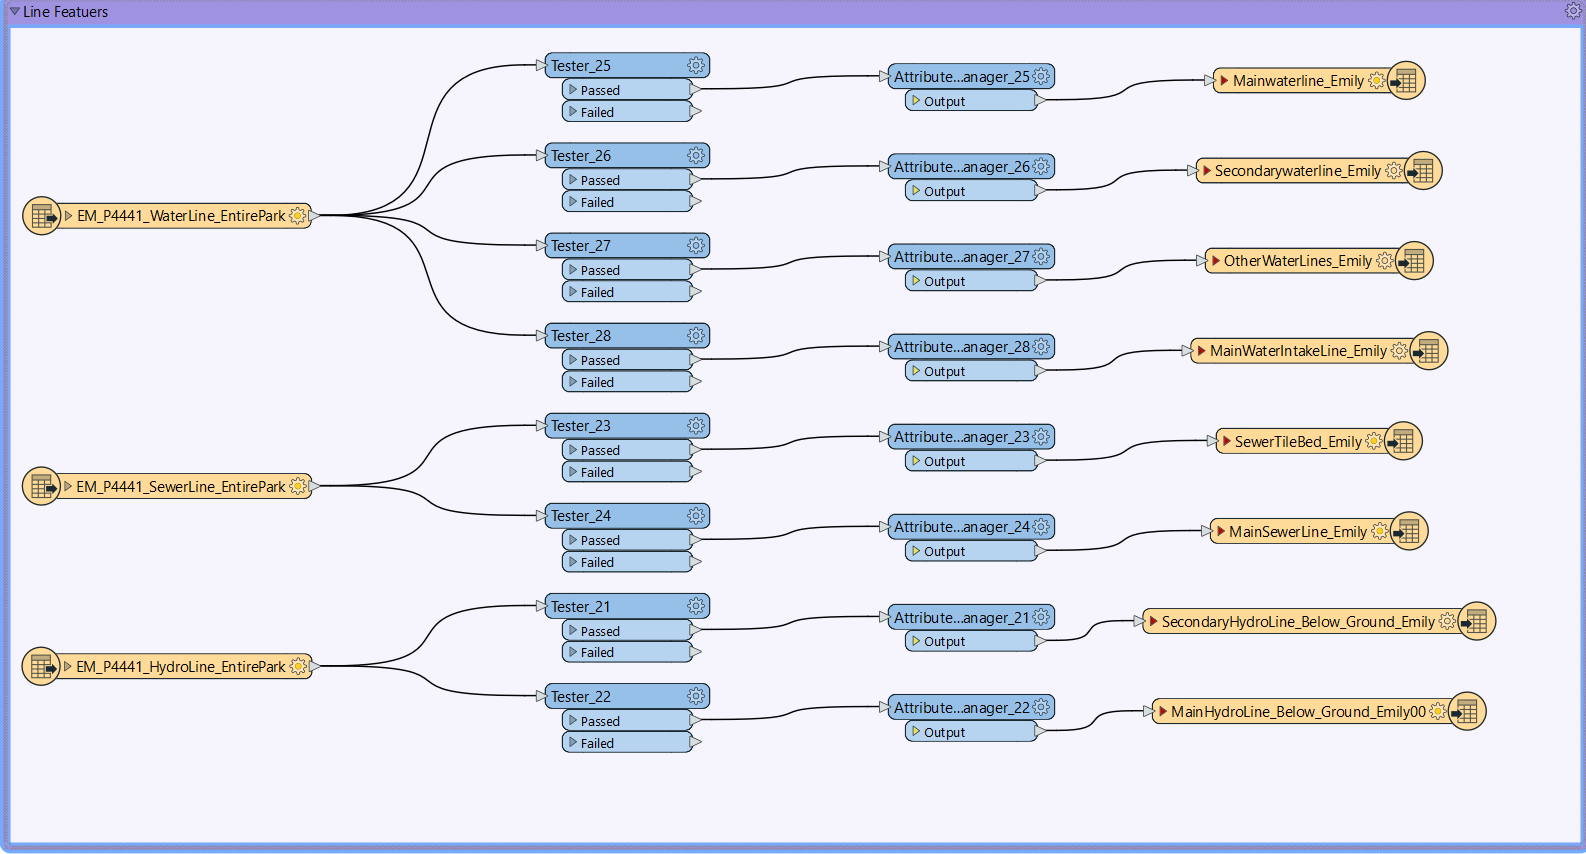 Line Featuers
Tester_25
Passed
Failed
Attribute...anager_25
Output
Mainwaterline_Emily
Tester_26
Passed
Failed
Attribute...anager_26
Output
Secondarywaterline_Emily
EM_P4441_WaterLine_EntirePark
Tester_27
Passed
Failed
Attribute...anager_27
Output
OtherWaterLines_Emily
Tester_28
Passed
Failed
Attribute...anager_28
Output
MainWaterIntakeLine_Emily
Tester_23
Passed
Failed
Attribute...anager_23
Output
SewerTileBed_Emily
EM_P4441_SewerLine_EntirePark
Tester_24
Passed
Failed
Attribute...anager_24
Output
MainSewerLine_Emily
Tester_21
Passed
Failed
Attribute...anager_21
Output
SecondaryHydroLine_Below_Ground_Emily
EM_P4441_HydroLine_EntirePark
Tester_22
Passed
Failed
Attribute...anager_22
Output
MainHydroLine_Below_Ground_Emily00